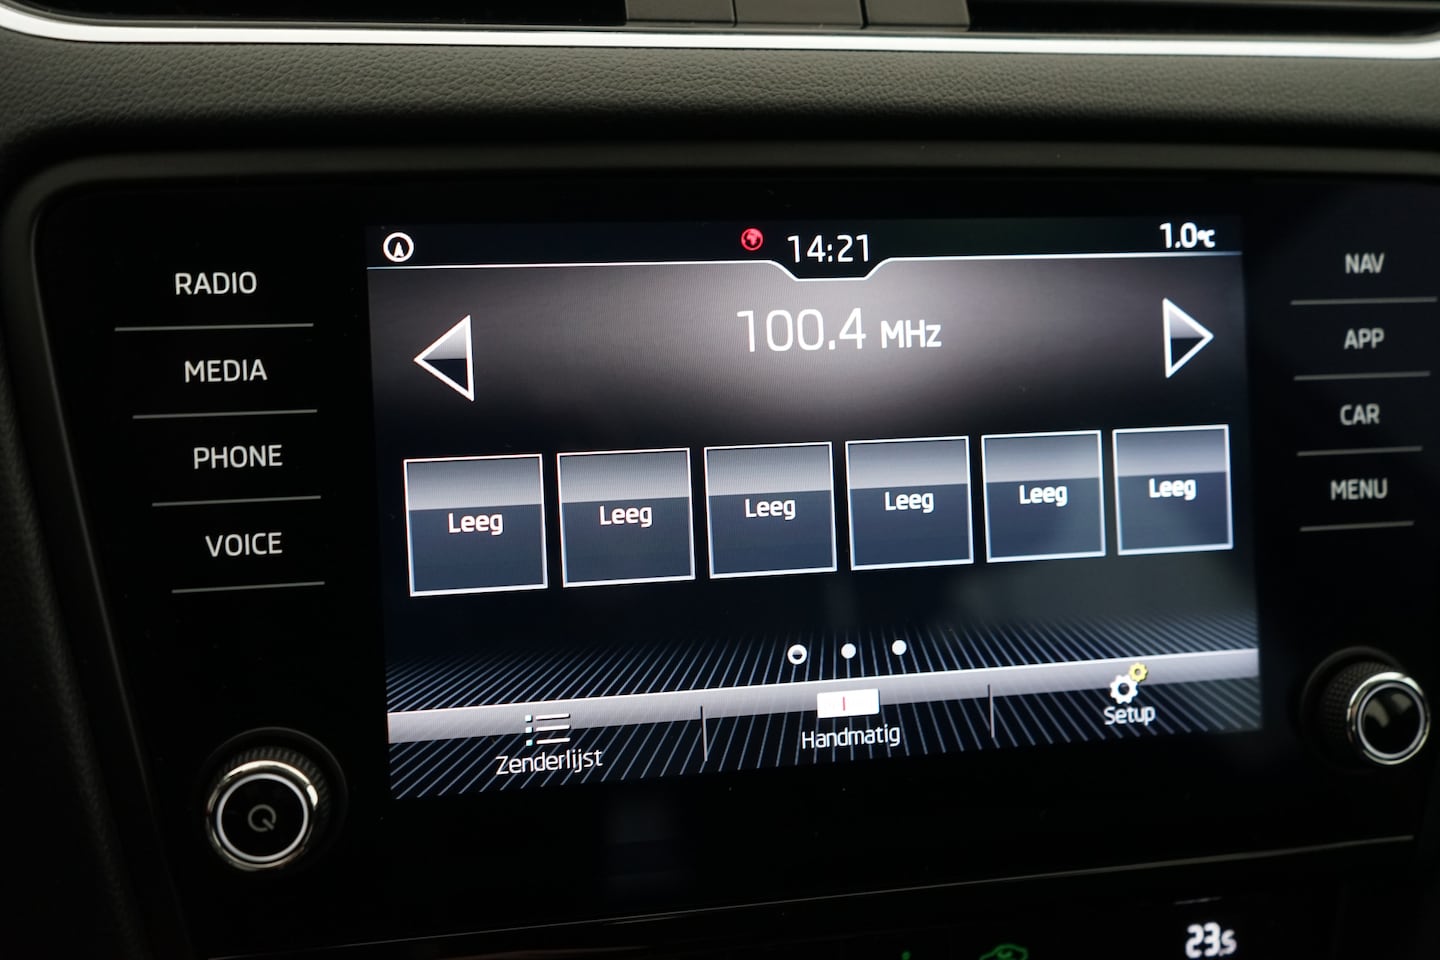 14:21
1.0°C
RADIO
MEDIA
PHONE
VOICE
100.4 MHz
Leeg Leeg Leeg Leeg Leeg Leeg
Zenderlijst
Handmatig
Setup
NAV
APP
CAR
MENU
23.5